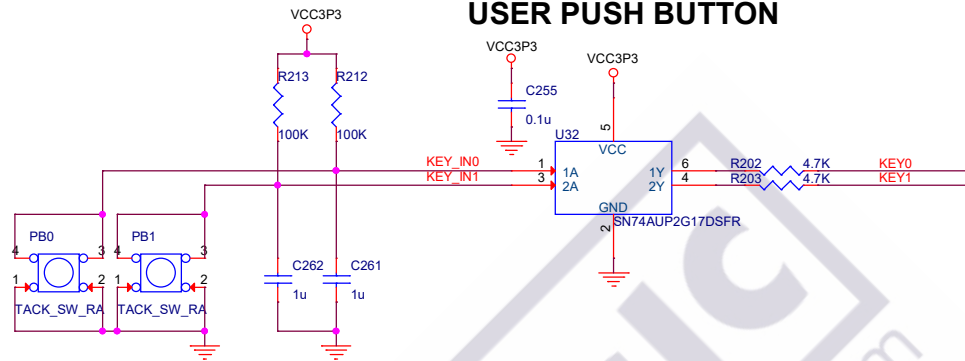 USER PUSH BUTTON
VCC3P3
VCC3P3
VCC3P3
R213
R212
C255
0.1u
100K
100K
U32
5
VCC
KEY_IN0
1
1A
1Y
6
R202
4.7K
KEY0
KEY_IN1
3
2A
2Y
4
R203
4.7K
KEY1
GND
SN74AUP2G17DSFR
2
PB0
PB1
4
3
4
3
1
2
1
2
C262
C261
1u
1u
TACK_SW_RA
TACK_SW_RA